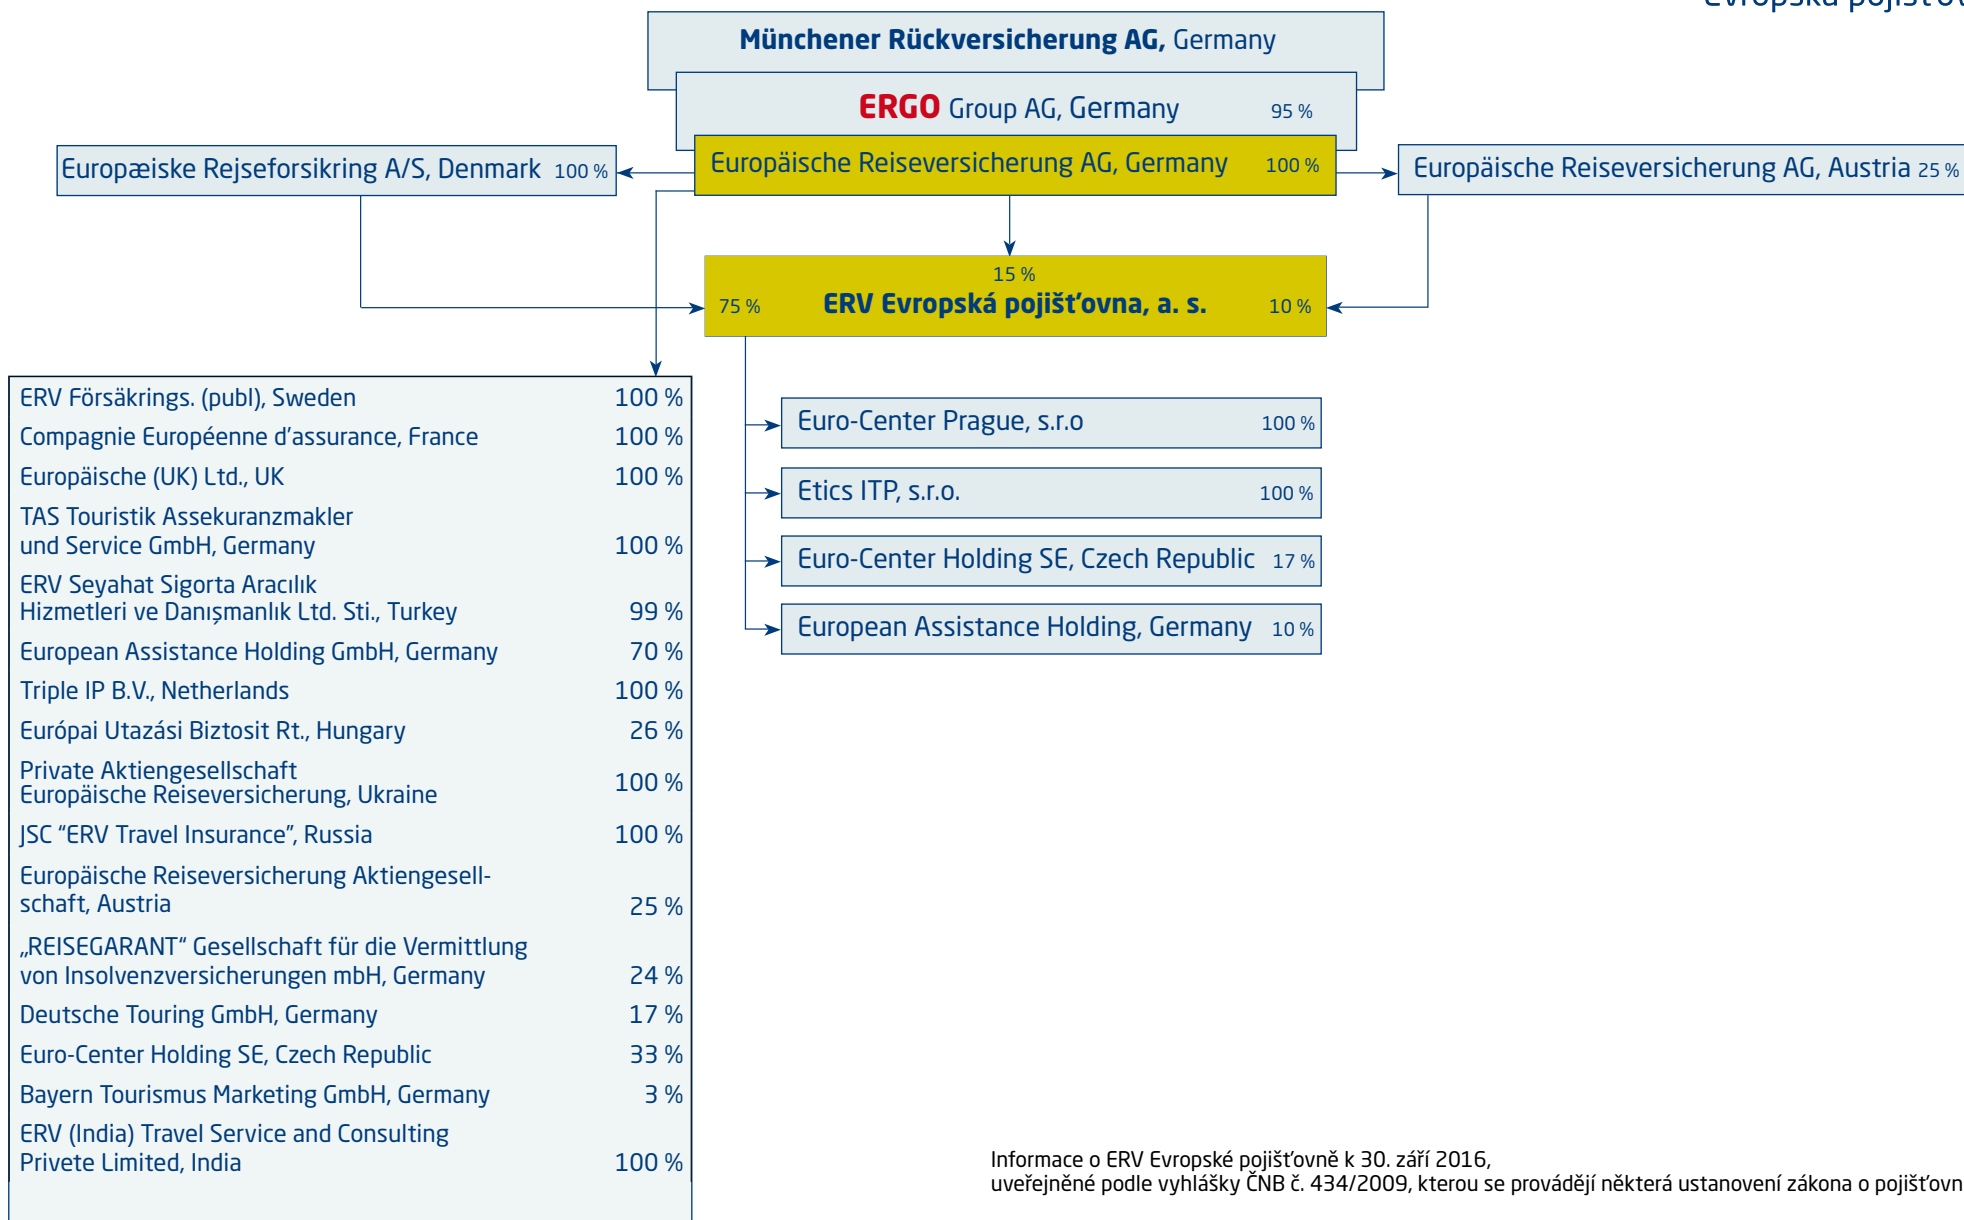 Evropská pojišťov
Münchener Rückversicherung AG, Germany
ERGO Group AG, Germany 95 %
Europæiske Rejseforsikring A/S, Denmark 100 %
Europäische Reiseversicherung AG, Germany 100 %
Europäische Reiseversicherung AG, Austria 25 %
15 %
75 % ERV Evropská pojišťovna, a. s. 10 %
ERV Försäkrings. (publ), Sweden 100 %
Compagnie Européenne d'assurance, France 100 %
Europäische (UK) Ltd., UK 100 %
TAS Touristik Assekuranzmakler
und Service GmbH, Germany 100 %
ERV Seyahat Sigorta Aracılık
Hizmetleri ve Danışmanlık Ltd. Sti., Turkey 99 %
European Assistance Holding GmbH, Germany 70 %
Triple IP B.V., Netherlands 100 %
Európai Utazási Biztosit Rt., Hungary 26 %
Private Aktiengesellschaft
Europäische Reiseversicherung, Ukraine 100 %
JSC “ERV Travel Insurance”, Russia 100 %
Europäische Reiseversicherung Aktiengesell-
schaft, Austria 25 %
„REISEGARANT“ Gesellschaft für die Vermittlung
von Insolvenzversicherungen mbH, Germany 24 %
Deutsche Touring GmbH, Germany 17 %
Euro-Center Holding SE, Czech Republic 33 %
Bayern Tourismus Marketing GmbH, Germany 3 %
ERV (India) Travel Service and Consulting
Privete Limited, India 100 %
Euro-Center Prague, s.r.o 100 %
Etics ITP, s.r.o. 100 %
Euro-Center Holding SE, Czech Republic 17 %
European Assistance Holding, Germany 10 %
Informace o ERV Evropské pojišťovně k 30. září 2016,
uveřejněné podle vyhlášky ČNB č. 434/2009, kterou se provádějí některá ustanovení zákona o pojišťovn